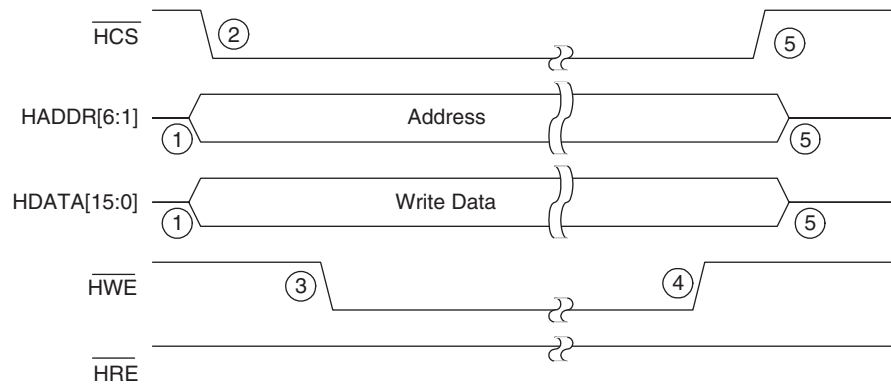 HCS
2
5
HADDR[6:1]
1
Address
5
HDATA[15:0]
1
Write Data
5
HWE
3
4
HRE